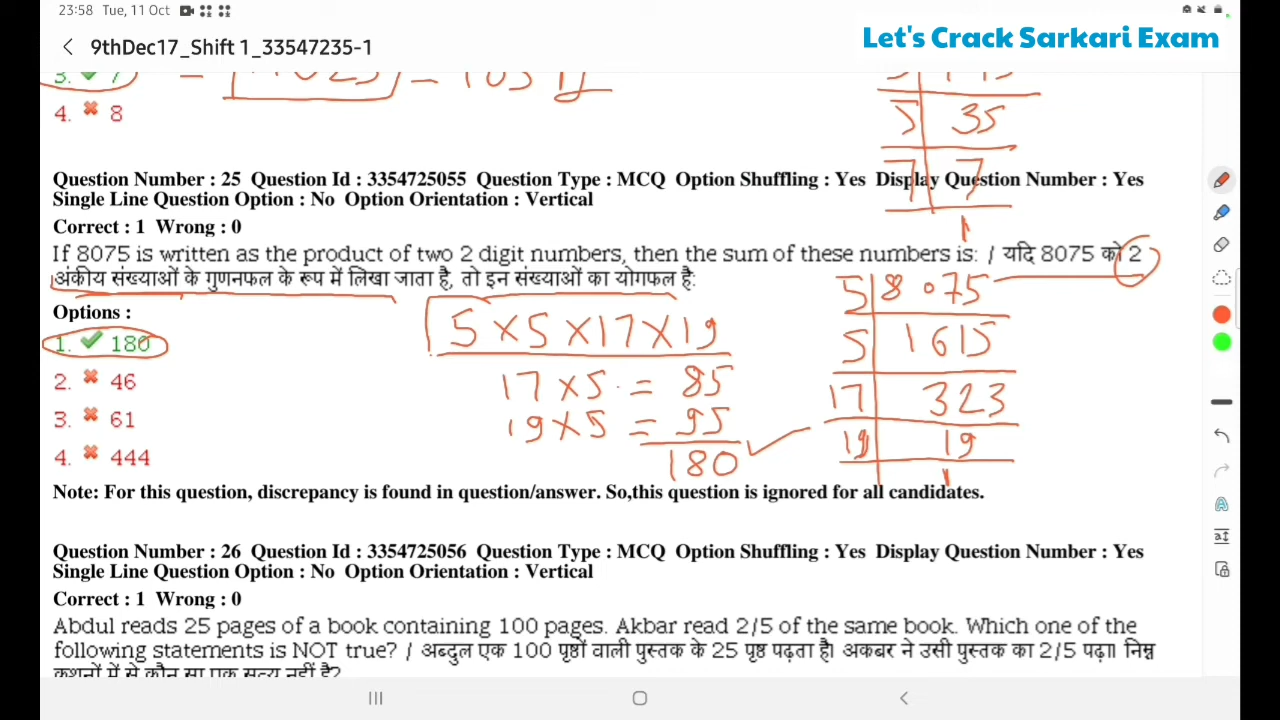 23:58 Tue, 11 Oct
9thDec17_Shift 1_33547235-1
Let's Crack Sarkari Exam
3. 7
4. 8
5 35
7 7
1
Question Number : 25 Question Id : 3354725055 Question Type : MCQ Option Shuffling : Yes Display Question Number : Yes
Single Line Question Option : No Option Orientation : Vertical
Correct : 1 Wrong : 0
If 8075 is written as the product of two 2 digit numbers, then the sum of these numbers is: / यदि 8075 को 2
अंकीय संख्याओं के गुणनफल के रूप में लिखा जाता है, तो इन संख्याओं का योगफल है:
Options :
1. 180
2. 46
3. 61
4. 444
5 × 5 × 17 × 19
17 × 5 = 85
19 × 5 = 95
180
5 8075
5 1615
17 323
19 19
1
Note: For this question, discrepancy is found in question/answer. So,this question is ignored for all candidates.
Question Number : 26 Question Id : 3354725056 Question Type : MCQ Option Shuffling : Yes Display Question Number : Yes
Single Line Question Option : No Option Orientation : Vertical
Correct : 1 Wrong : 0
Abdul reads 25 pages of a book containing 100 pages. Akbar read 2/5 of the same book. Which one of the
following statements is NOT true? / अब्दुल एक 100 पृष्ठों वाली पुस्तक के 25 पृष्ठ पढ़ता है। अकबर ने उसी पुस्तक का 2/5 पढ़ा। निम्न
कथनों में से कौन सा एक सत्य नहीं है?